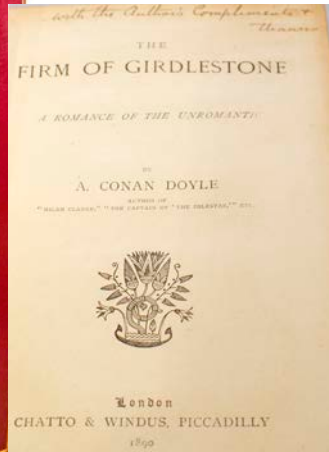 with the Author's Compliments &
THE
FIRM OF GIRDLESTONE
A ROMANCE OF THE UNROMANTIC
BY
A. CONAN DOYLE
AUTHOR OF
"MICAH CLARKE," "THE CAPTAIN OF "THE POLESTAR,"" ETC.
London
CHATTO & WINDUS, PICCADILLY
1890